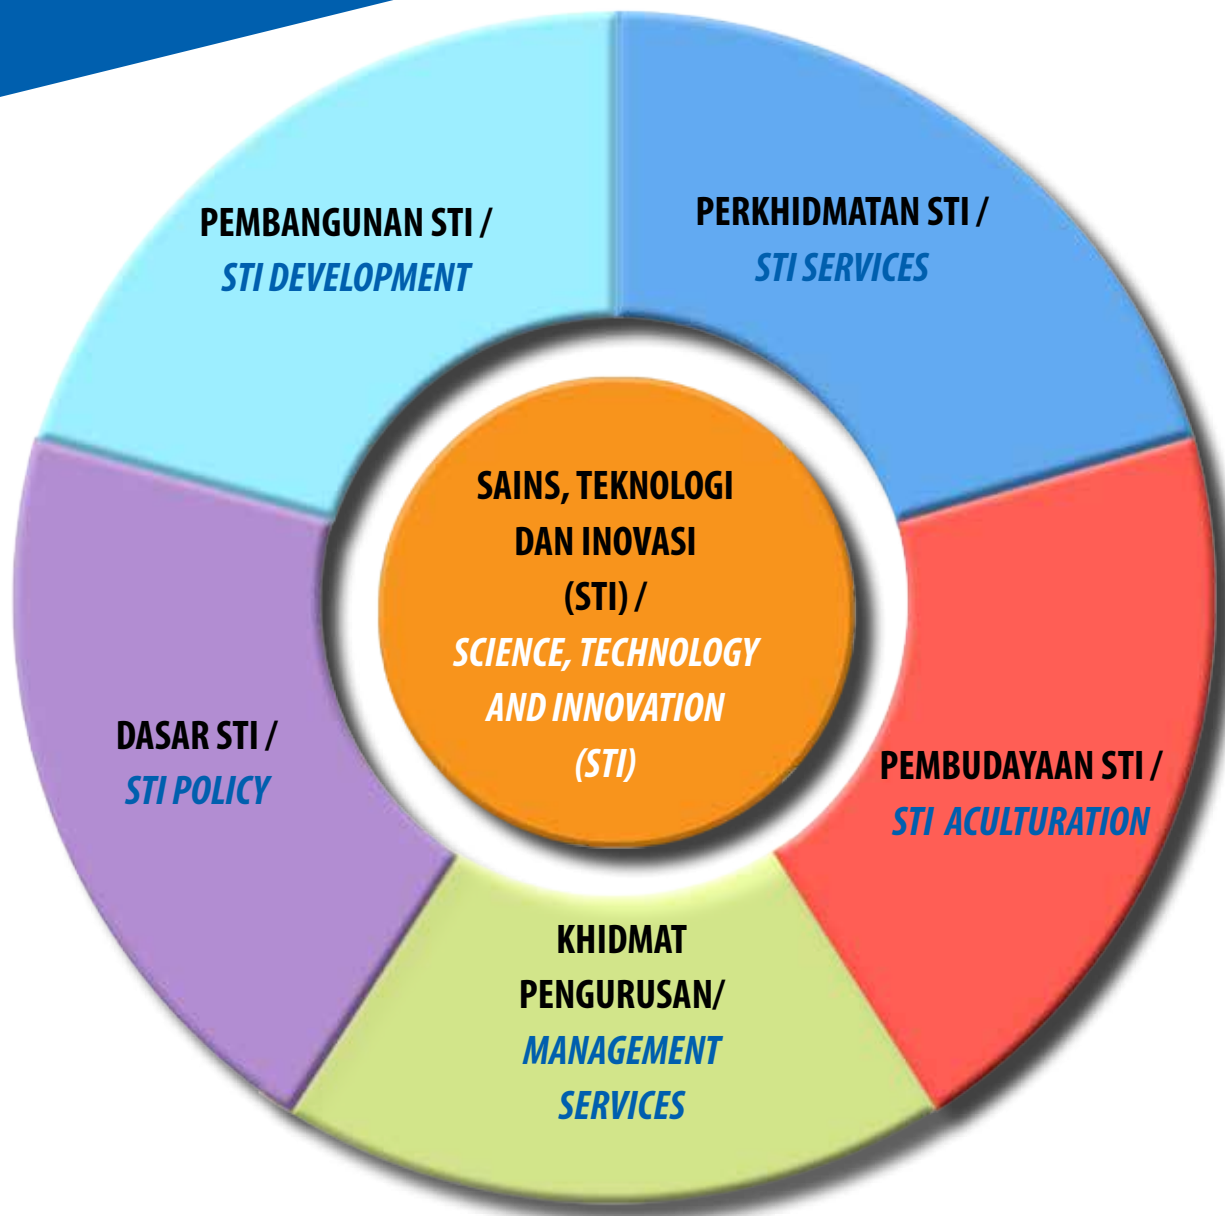 PEMBANGUNAN STI /
STI DEVELOPMENT
PERKHIDMATAN STI /
STI SERVICES
SAINS, TEKNOLOGI
DAN INOVASI
(STI) /
SCIENCE, TECHNOLOGY
AND INNOVATION
(STI)
DASAR STI /
STI POLICY
PEMBUDAYAAN STI /
STI ACULTURATION
KHIDMAT
PENGURUSAN/
MANAGEMENT
SERVICES